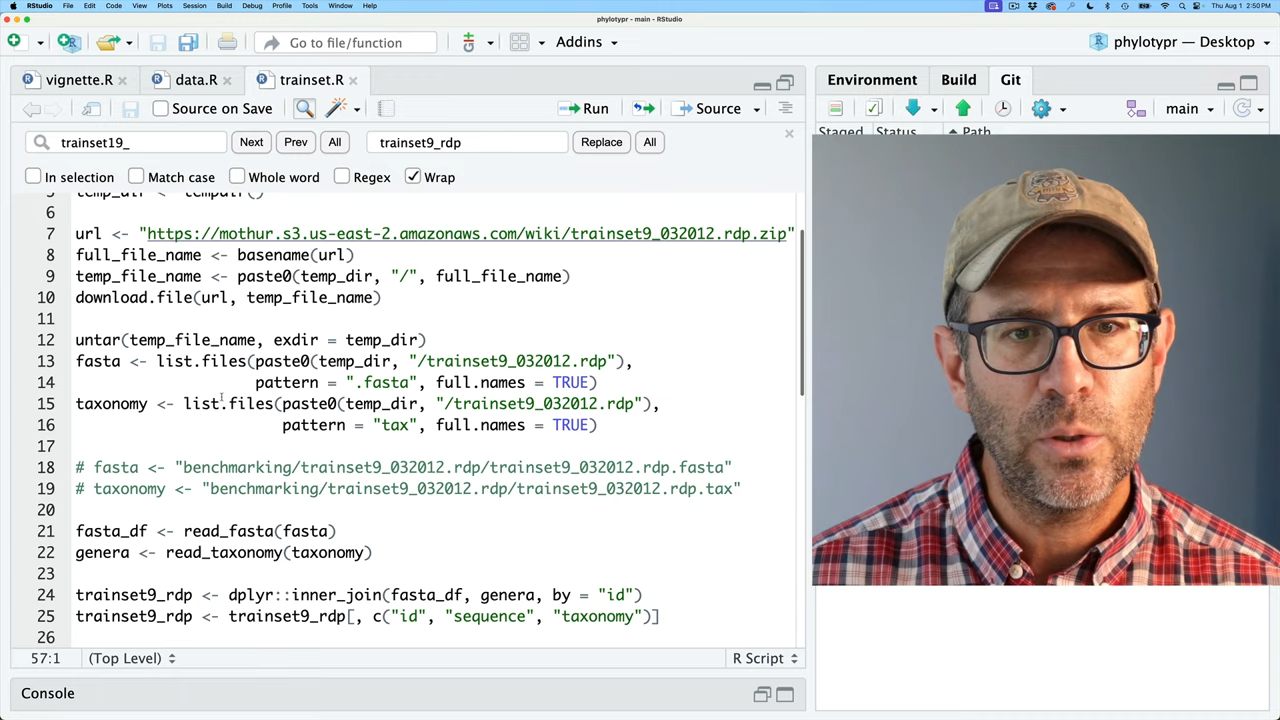 RStudio File Edit Code View Plots Session Build Debug Profile Tools Window Help Thu Aug 1 2:50 PM
phylotypr - main - RStudio
Go to file/function Addins phylotypr — Desktop
vignette.R data.R trainset.R Environment Build Git
Source on Save Run Source main
Staged Status Path
trainset19_ Next Prev All trainset9_rdp Replace All
In selection Match case Whole word Regex Wrap
5 temp_dir <- tempdir()
6
7 url <- "https://mothur.s3.us-east-2.amazonaws.com/wiki/trainset9_032012.rdp.zip"
8 full_file_name <- basename(url)
9 temp_file_name <- paste0(temp_dir, "/", full_file_name)
10 download.file(url, temp_file_name)
11
12 untar(temp_file_name, exdir = temp_dir)
13 fasta <- list.files(paste0(temp_dir, "/trainset9_032012.rdp"),
14 pattern = ".fasta", full.names = TRUE)
15 taxonomy <- list.files(paste0(temp_dir, "/trainset9_032012.rdp"),
16 pattern = "tax", full.names = TRUE)
17
18 # fasta <- "benchmarking/trainset9_032012.rdp/trainset9_032012.rdp.fasta"
19 # taxonomy <- "benchmarking/trainset9_032012.rdp/trainset9_032012.rdp.tax"
20
21 fasta_df <- read_fasta(fasta)
22 genera <- read_taxonomy(taxonomy)
23
24 trainset9_rdp <- dplyr::inner_join(fasta_df, genera, by = "id")
25 trainset9_rdp <- trainset9_rdp[, c("id", "sequence", "taxonomy")]
26
57:1 (Top Level) R Script
Console